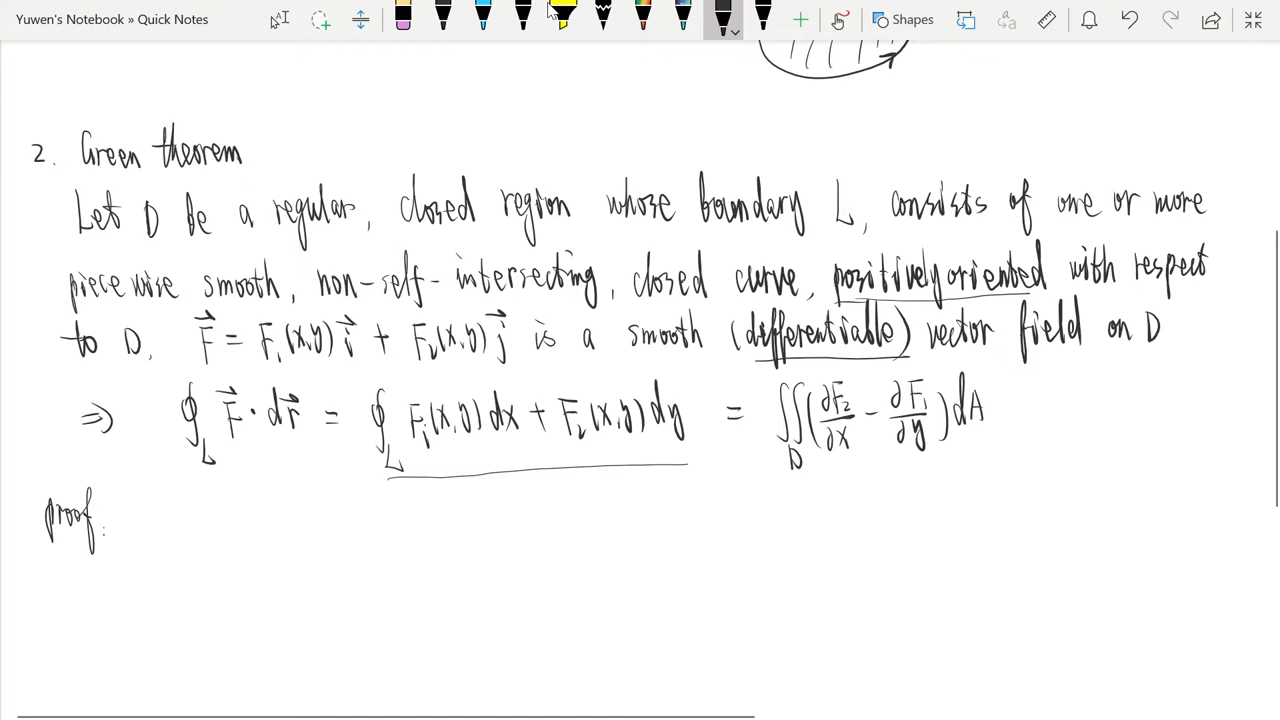 Yuwen's Notebook » Quick Notes
Shapes
2. Green theorem
Let D be a regular, closed region whose boundary L, consists of one or more
piecewise smooth, non-self-intersecting, closed curve, positively oriented with respect
to D. F⃗ = F₁(x,y) i⃗ + F₂(x,y) j⃗ is a smooth (differentiable) vector field on D
⇒ ∮_L F⃗ · dr⃗ = ∮_L F₁(x,y) dx + F₂(x,y) dy = ∬_D (∂F₂/∂x − ∂F₁/∂y) dA
proof: